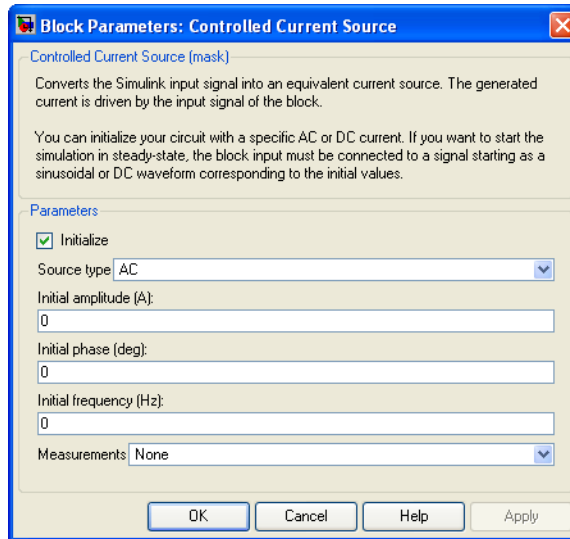 Block Parameters: Controlled Current Source
Controlled Current Source (mask)
Converts the Simulink input signal into an equivalent current source. The generated
current is driven by the input signal of the block.
You can initialize your circuit with a specific AC or DC current. If you want to start the
simulation in steady-state, the block input must be connected to a signal starting as a
sinusoidal or DC waveform corresponding to the initial values.
Parameters
Initialize
Source type AC
Initial amplitude (A):
0
Initial phase (deg):
0
Initial frequency (Hz):
0
Measurements None
OK Cancel Help Apply